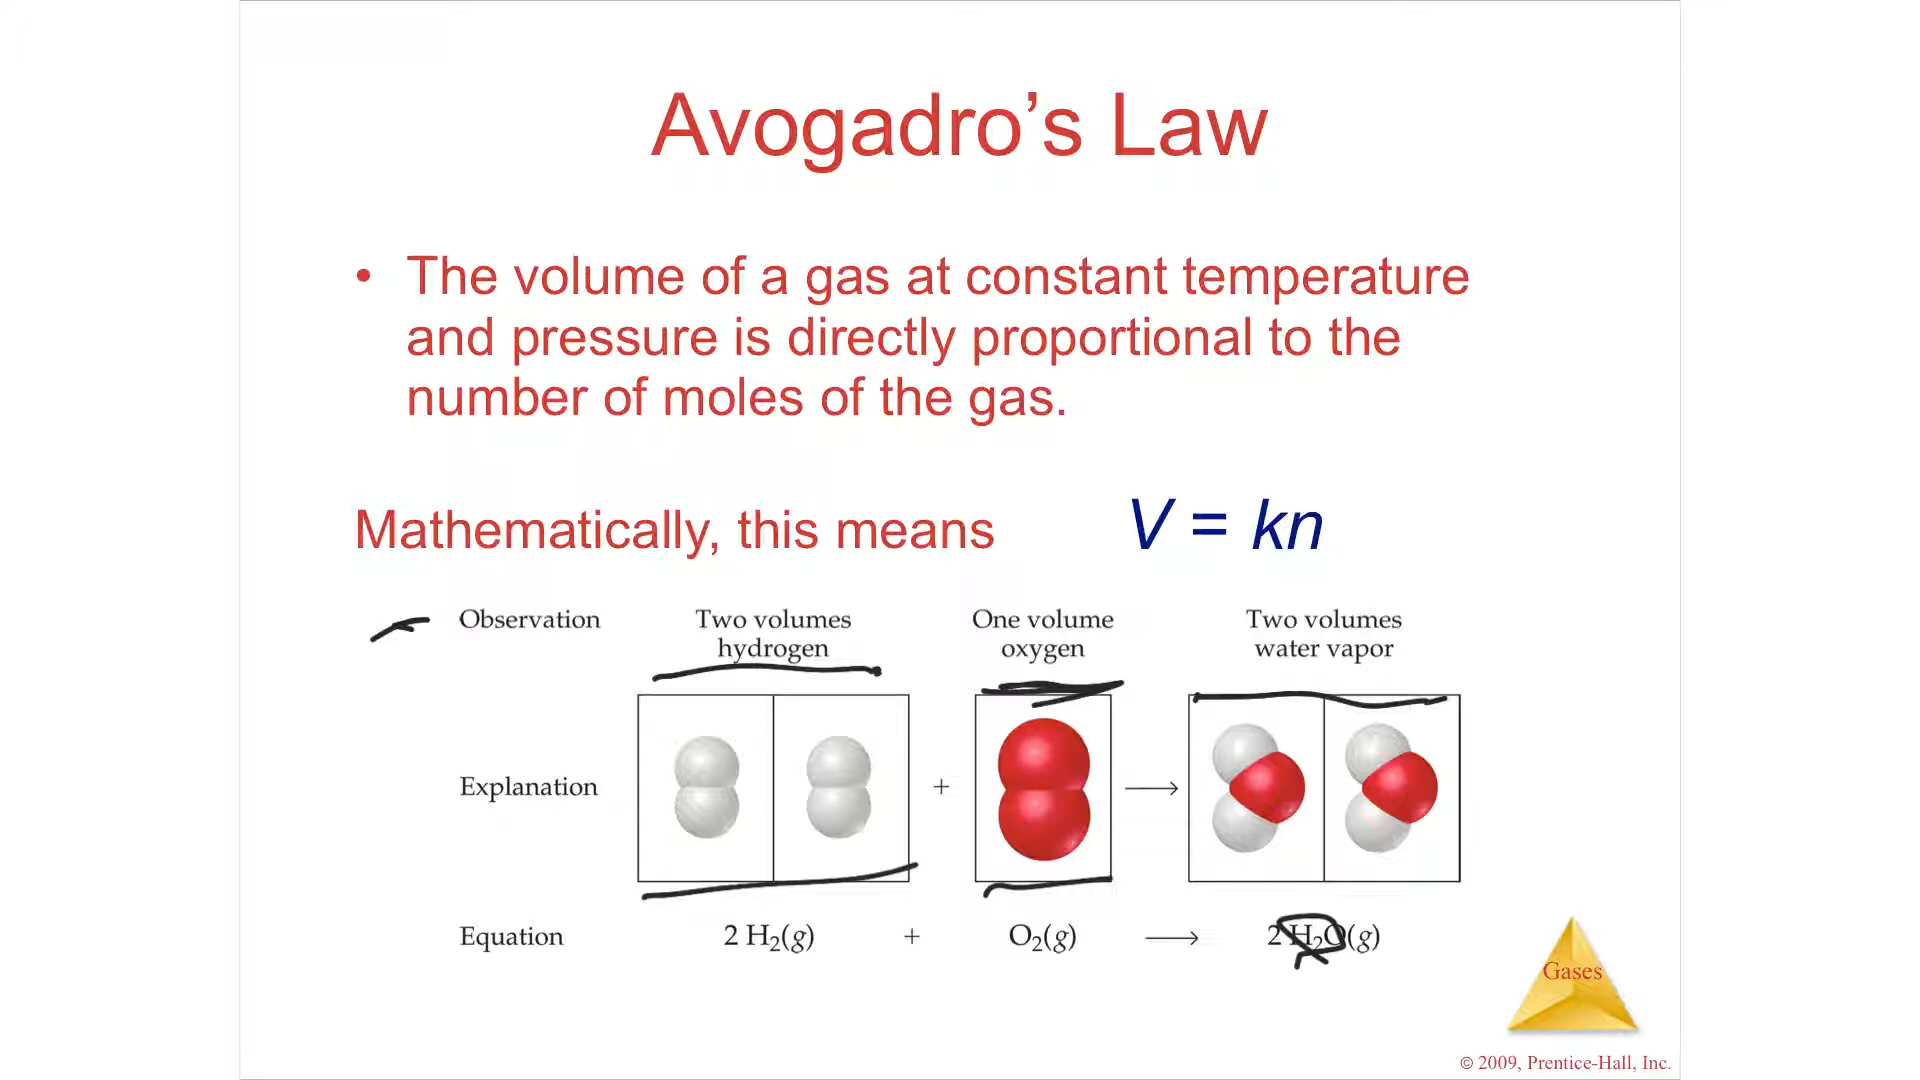 Avogadro’s Law
• The volume of a gas at constant temperature
and pressure is directly proportional to the
number of moles of the gas.
Mathematically, this means V = kn
Observation Two volumes hydrogen One volume oxygen Two volumes water vapor
Explanation + →
Equation 2 H₂(g) + O₂(g) → 2 H₂O(g)
Gases
© 2009, Prentice-Hall, Inc.